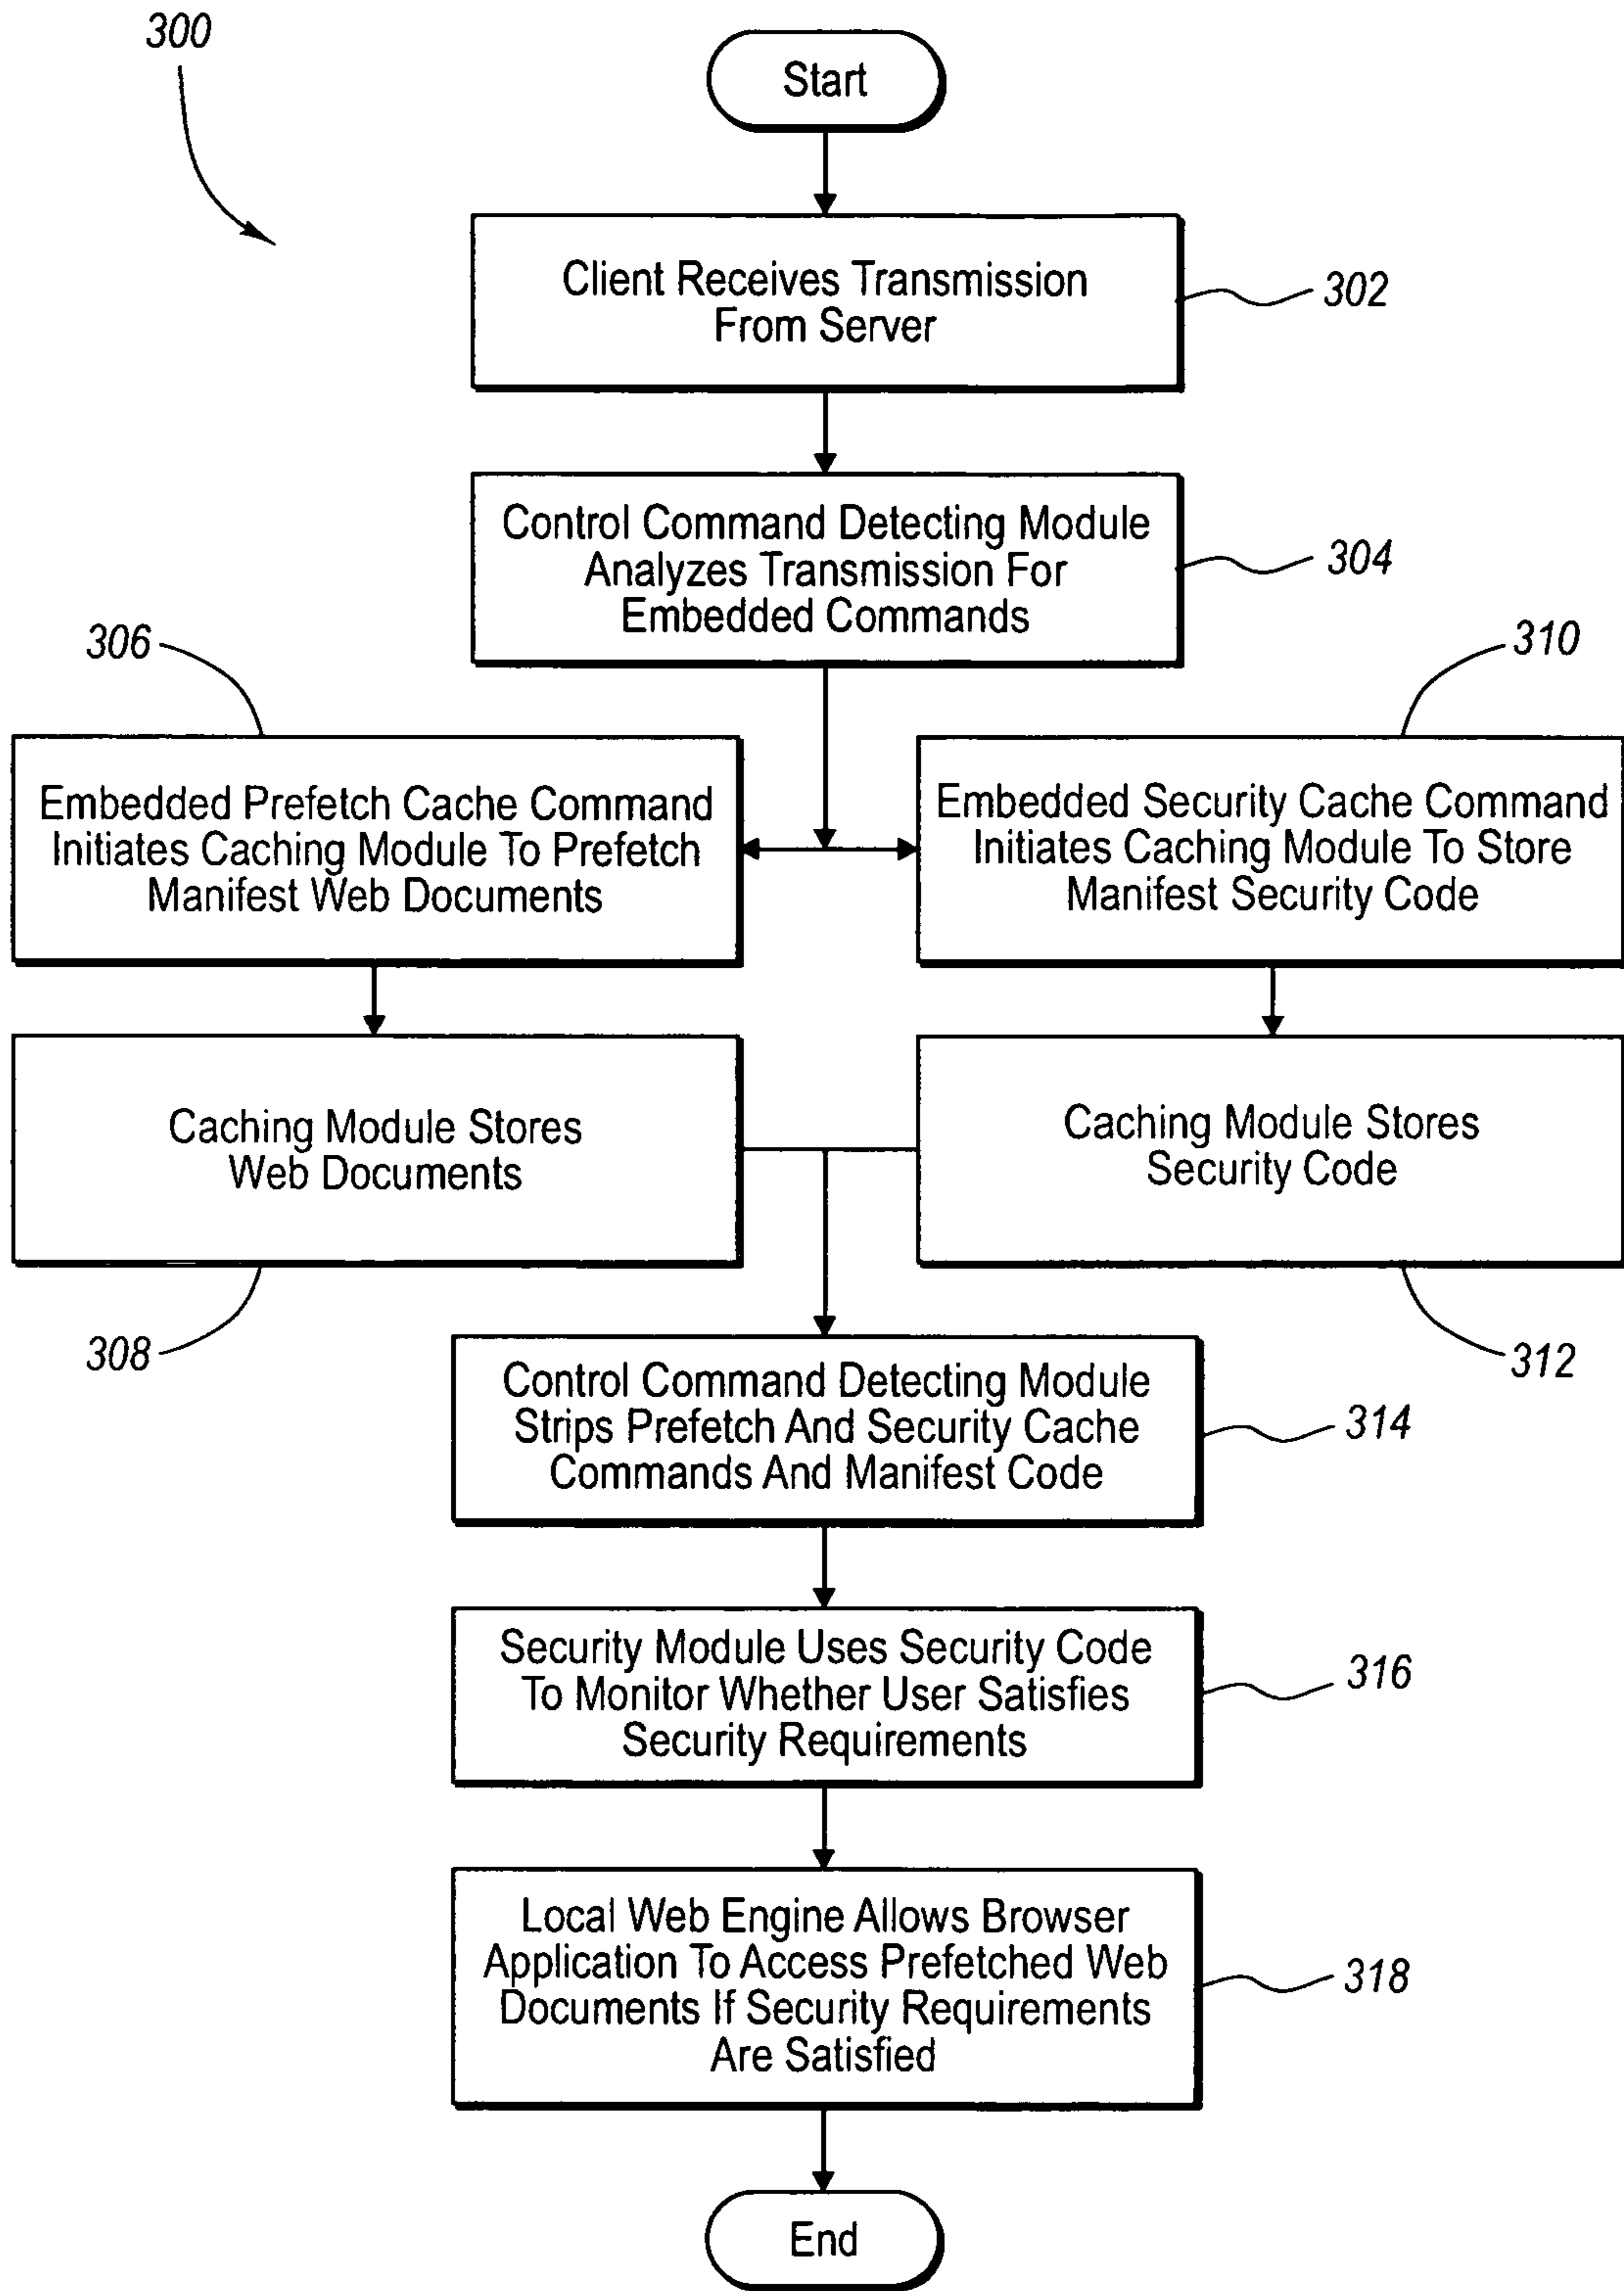 300
Start
Client Receives Transmission
From Server
302
Control Command Detecting Module
Analyzes Transmission For
Embedded Commands
304
306
Embedded Prefetch Cache Command
Initiates Caching Module To Prefetch
Manifest Web Documents
310
Embedded Security Cache Command
Initiates Caching Module To Store
Manifest Security Code
Caching Module Stores
Web Documents
308
Caching Module Stores
Security Code
312
Control Command Detecting Module
Strips Prefetch And Security Cache
Commands And Manifest Code
314
Security Module Uses Security Code
To Monitor Whether User Satisfies
Security Requirements
316
Local Web Engine Allows Browser
Application To Access Prefetched Web
Documents If Security Requirements
Are Satisfied
318
End